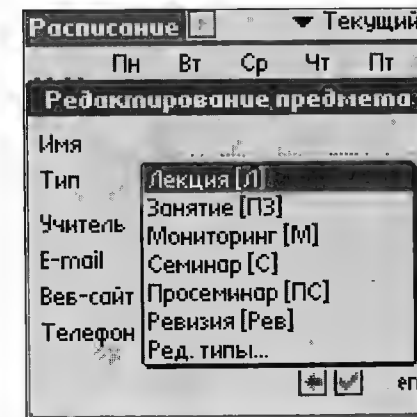 Расписание Текущий
Пн Вт Ср Чт Пт
Редактирование предмета
Имя
Тип Лекция [Л]
Занятие [ПЗ]
Учитель Мониторинг [М]
E-mail Семинар [С]
Веб-сайт Просеминар [ПС]
Телефон Ревизия [Рев]
Ред. типы...
en